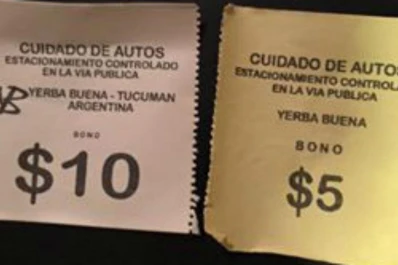 CUIDADO DE AUTOS
ESTACIONAMIENTO CONTROLADO
EN LA VIA PUBLICA
YERBA BUENA - TUCUMAN
ARGENTINA
BONO
$10
CUIDADO DE AUTOS
ESTACIONAMIENTO CONTROLA
EN LA VIA PUBLICA
YERBA BUENA
BONO
$5